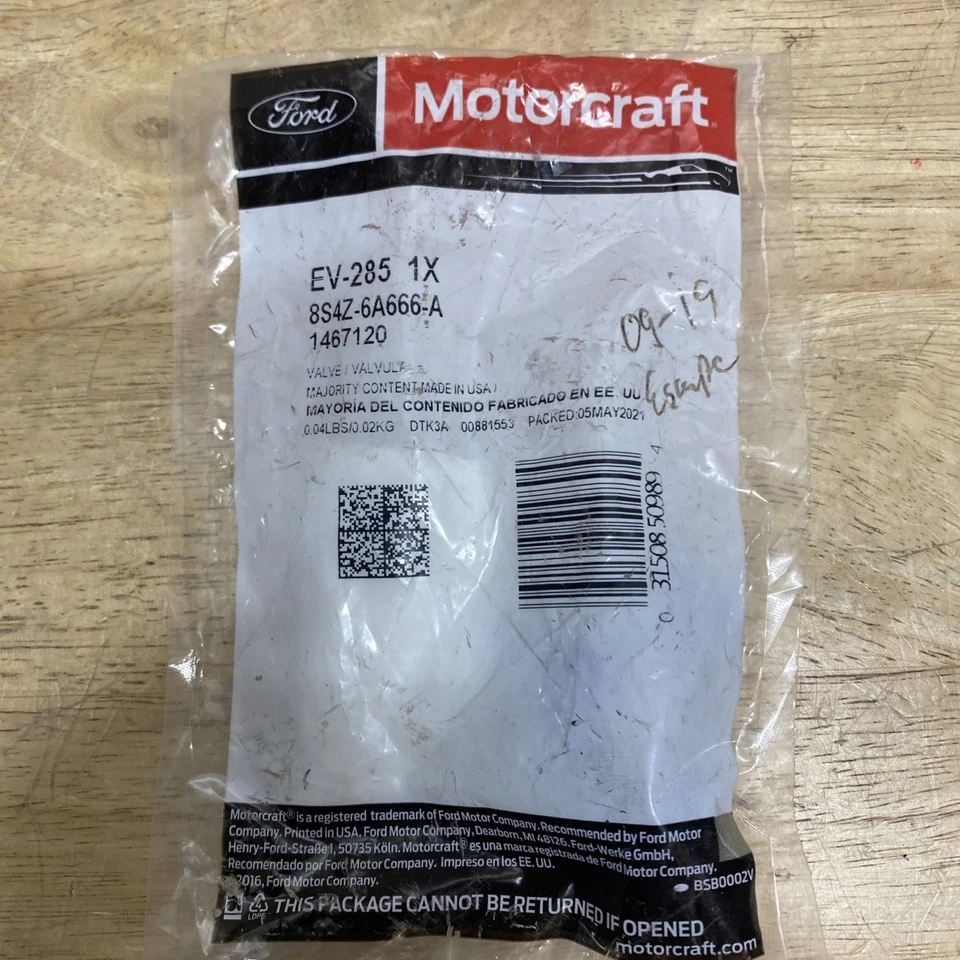 Ford Motorcraft
EV-285 1X
8S4Z-6A666-A
1467120
VALVE / VALVULA
MAJORITY CONTENT MADE IN USA /
MAYORÍA DEL CONTENIDO FABRICADO EN EE. UU.
0.04LBS/0.02KG DTK3A 00881553 PACKED:05MAY2021
09-19
Escape
0 31508 50989 4
Motorcraft® is a registered trademark of Ford Motor Company. Recommended by Ford Motor
Company. Printed in USA. Ford Motor Company, Dearborn, MI 48126. Ford-Werke GmbH,
Henry-Ford-Straße 1, 50735 Köln. Motorcraft® es una marca registrada de Ford Motor Company.
Recomendado por Ford Motor Company. Impreso en los EE. UU.
©2016, Ford Motor Company.
BSB0002V
LDPE THIS PACKAGE CANNOT BE RETURNED IF OPENED
motorcraft.com